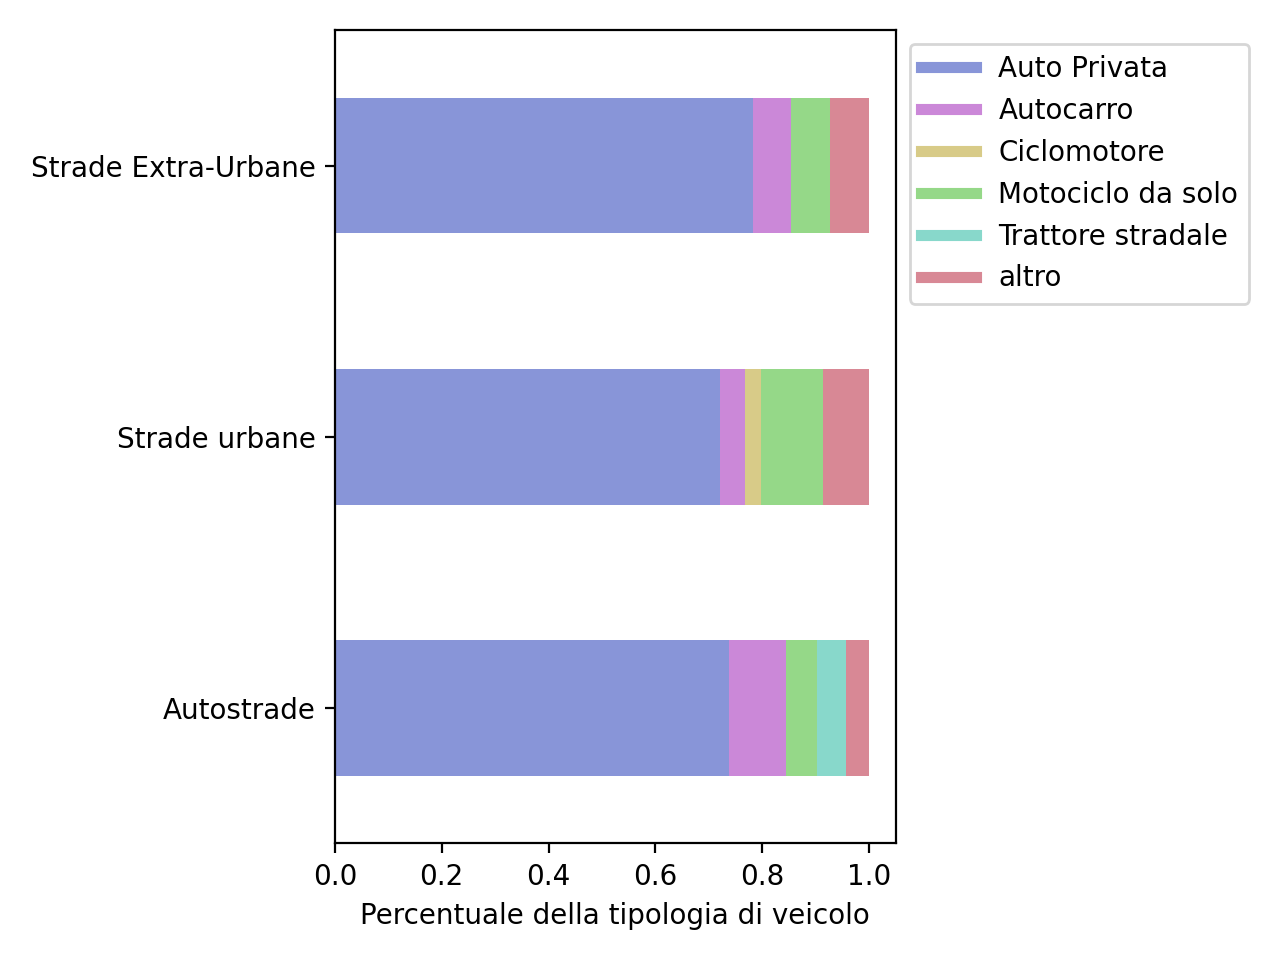 Auto Privata
Autocarro
Ciclomotore
Motociclo da solo
Trattore stradale
altro
Strade Extra-Urbane
Strade urbane
Autostrade
0.0 0.2 0.4 0.6 0.8 1.0
Percentuale della tipologia di veicolo